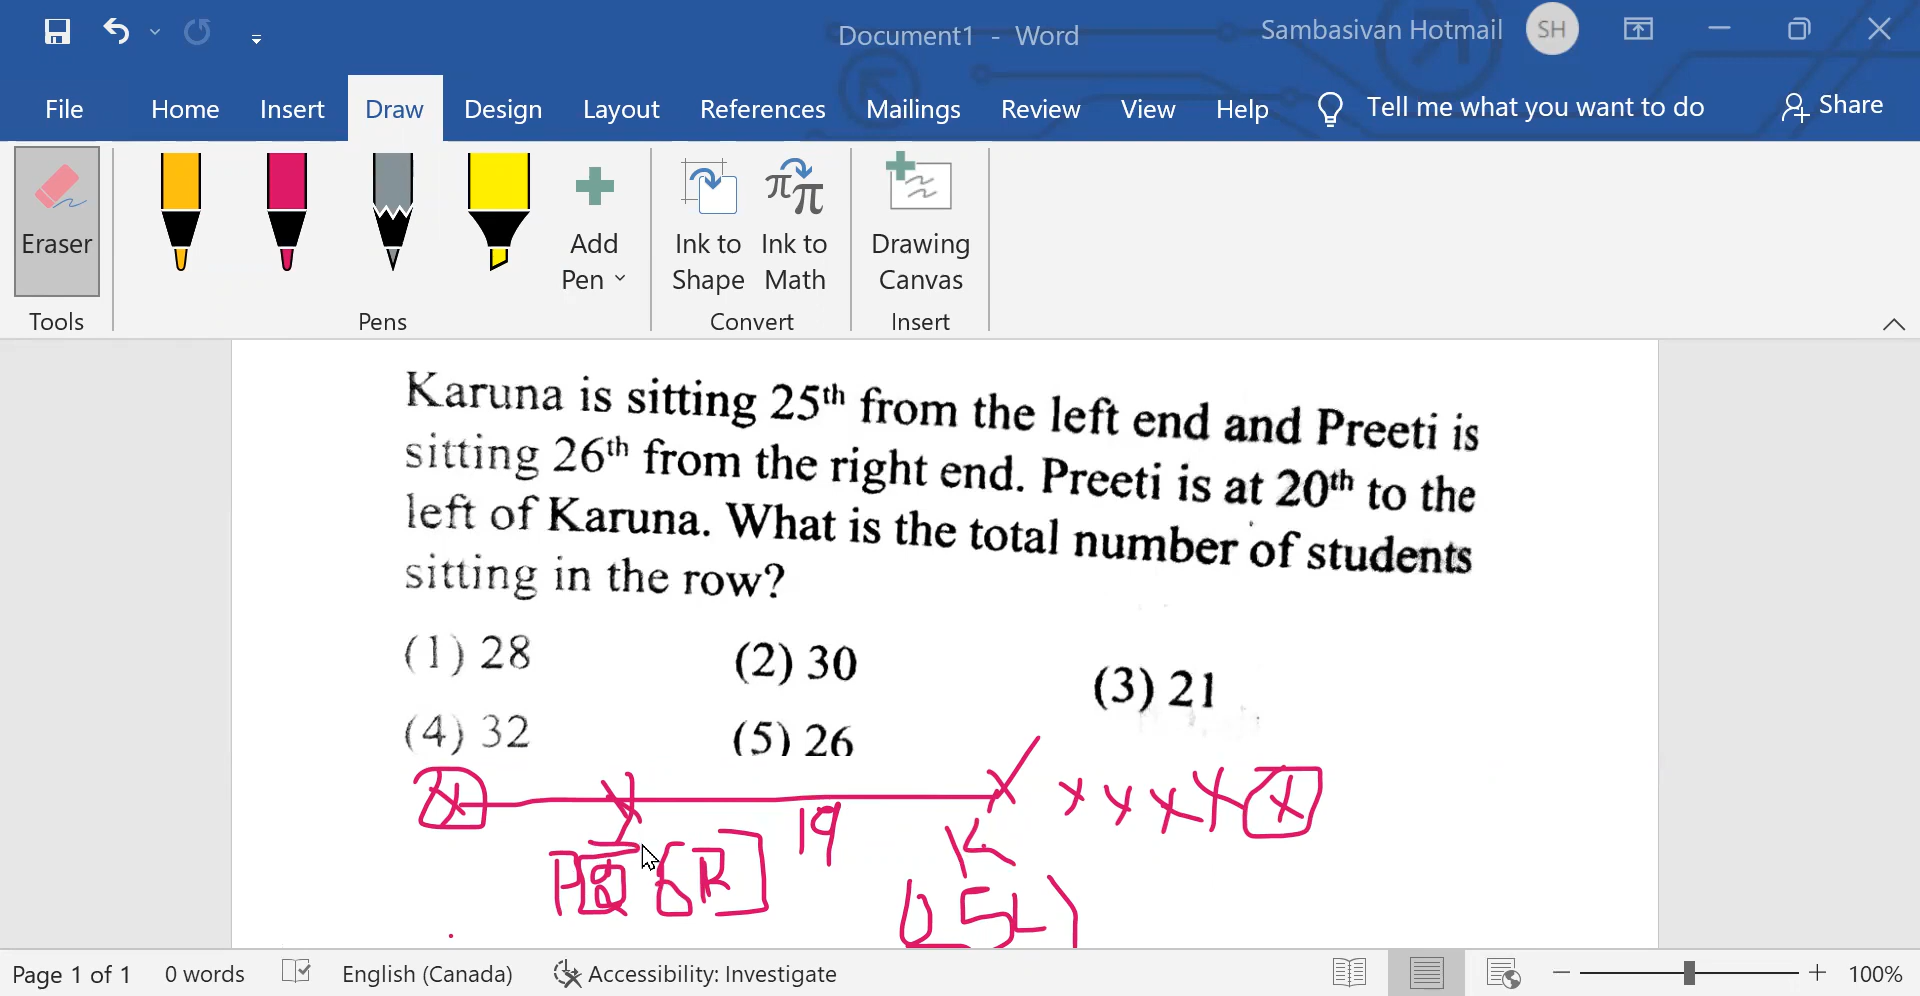 Document1 - Word
Sambasivan Hotmail SH
File Home Insert Draw Design Layout References Mailings Review View Help Tell me what you want to do Share
Eraser
Add Pen
Ink to Shape
Ink to Math
Drawing Canvas
Tools Pens Convert Insert
Karuna is sitting 25th from the left end and Preeti is
sitting 26th from the right end. Preeti is at 20th to the
left of Karuna. What is the total number of students
sitting in the row?
(1) 28 (2) 30 (3) 21
(4) 32 (5) 26
19
K
P
R
25L
Page 1 of 1 0 words English (Canada) Accessibility: Investigate 100%